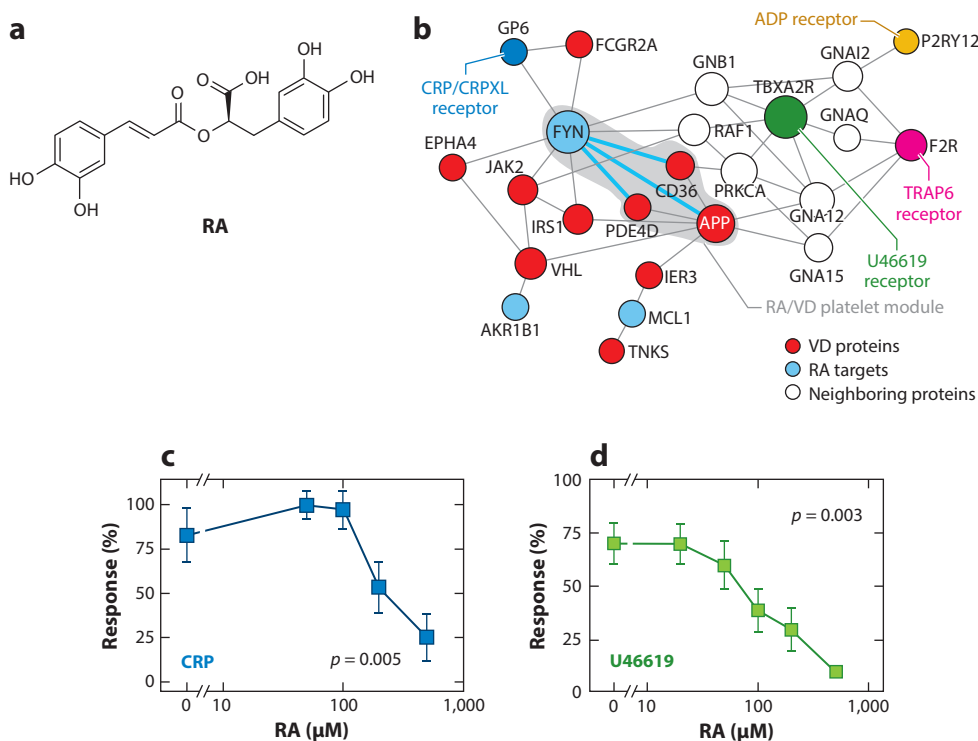 a
OH
OH
O
OH
O
O
HO
OH
RA
b
ADP receptor
GP6
FCGR2A
P2RY12
GNAI2
GNB1
TBXA2R
CRP/CRPXL
receptor
GNAQ
FYN
RAF1
F2R
EPHA4
JAK2
CD36
PRKCA
TRAP6
receptor
IRS1
PDE4D
APP
GNA12
VHL
GNA15
U46619
receptor
IER3
RA/VD platelet module
AKR1B1
MCL1
TNKS
VD proteins
RA targets
Neighboring proteins
c
Response (%)
100
75
50
25
0
CRP
p = 0.005
0
10
100
1,000
RA (µM)
d
Response (%)
100
75
50
25
0
p = 0.003
U46619
0
10
100
1,000
RA (µM)